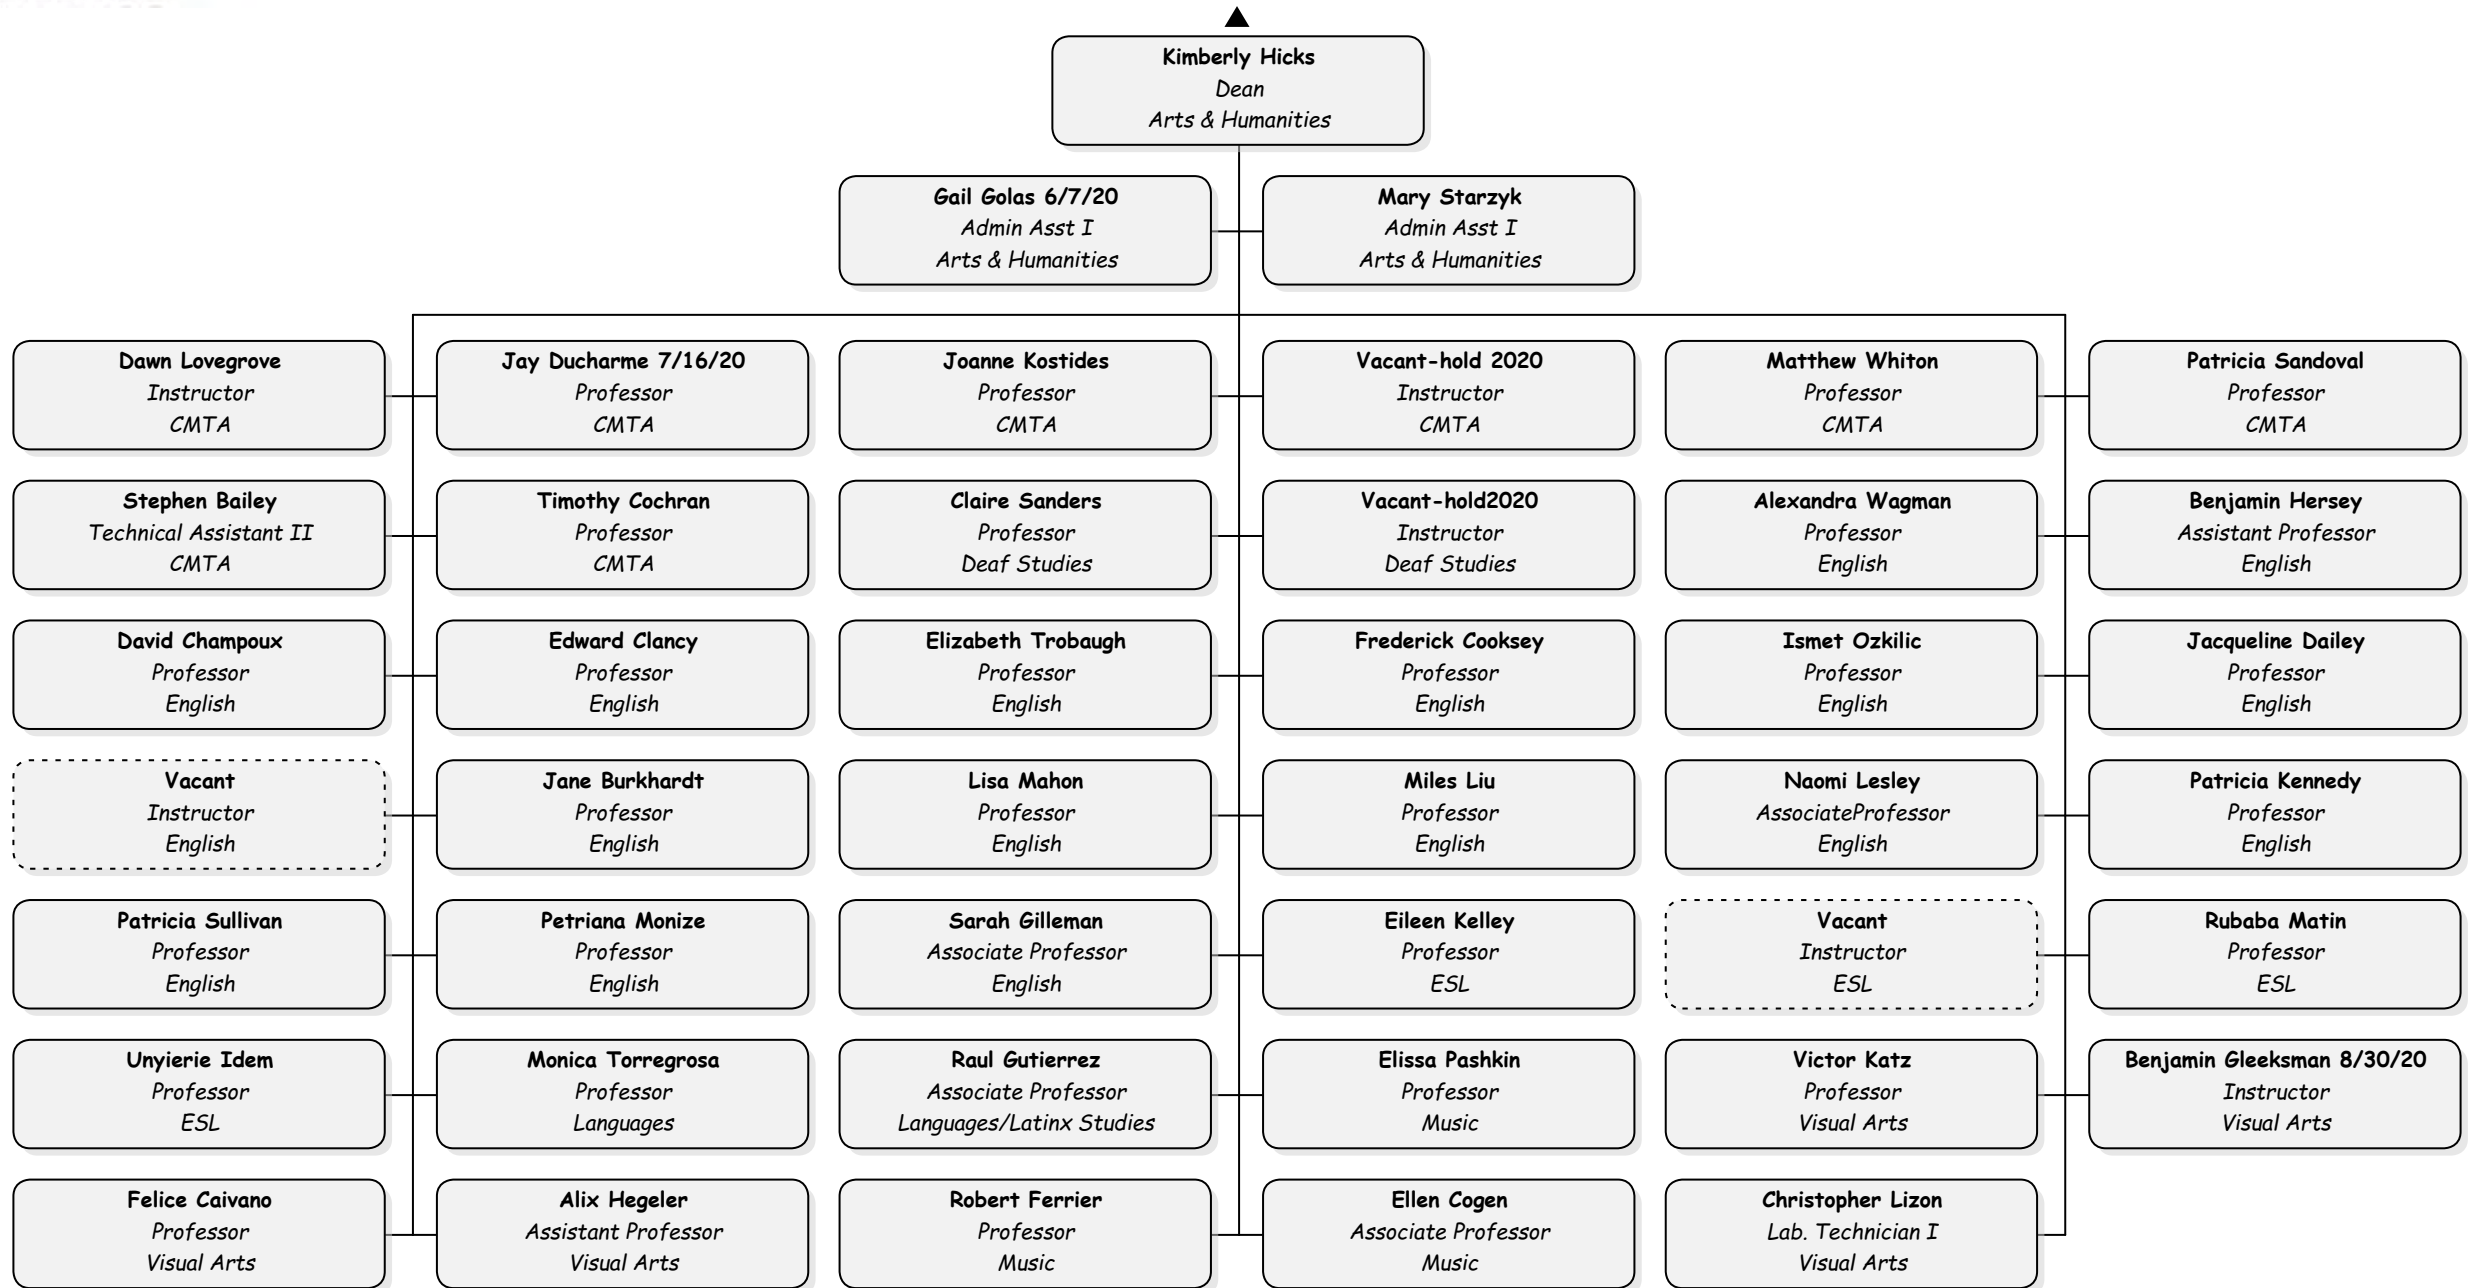 Kimberly Hicks
Dean
Arts & Humanities
Gail Golas 6/7/20
Admin Asst I
Arts & Humanities
Mary Starzyk
Admin Asst I
Arts & Humanities
Dawn Lovegrove
Instructor
CMTA
Jay Ducharme 7/16/20
Professor
CMTA
Joanne Kostides
Professor
CMTA
Vacant-hold 2020
Instructor
CMTA
Matthew Whiton
Professor
CMTA
Patricia Sandoval
Professor
CMTA
Stephen Bailey
Technical Assistant II
CMTA
Timothy Cochran
Professor
CMTA
Claire Sanders
Professor
Deaf Studies
Vacant-hold2020
Instructor
Deaf Studies
Alexandra Wagman
Professor
English
Benjamin Hersey
Assistant Professor
English
David Champoux
Professor
English
Edward Clancy
Professor
English
Elizabeth Trobaugh
Professor
English
Frederick Cooksey
Professor
English
Ismet Ozkilic
Professor
English
Jacqueline Dailey
Professor
English
Vacant
Instructor
English
Jane Burkhardt
Professor
English
Lisa Mahon
Professor
English
Miles Liu
Professor
English
Naomi Lesley
AssociateProfessor
English
Patricia Kennedy
Professor
English
Patricia Sullivan
Professor
English
Petriana Monize
Professor
English
Sarah Gilleman
Associate Professor
English
Eileen Kelley
Professor
ESL
Vacant
Instructor
ESL
Rubaba Matin
Professor
ESL
Unyierie Idem
Professor
ESL
Monica Torregrosa
Professor
Languages
Raul Gutierrez
Associate Professor
Languages/Latinx Studies
Elissa Pashkin
Professor
Music
Victor Katz
Professor
Visual Arts
Benjamin Gleeksman 8/30/20
Instructor
Visual Arts
Felice Caivano
Professor
Visual Arts
Alix Hegeler
Assistant Professor
Visual Arts
Robert Ferrier
Professor
Music
Ellen Cogen
Associate Professor
Music
Christopher Lizon
Lab. Technician I
Visual Arts